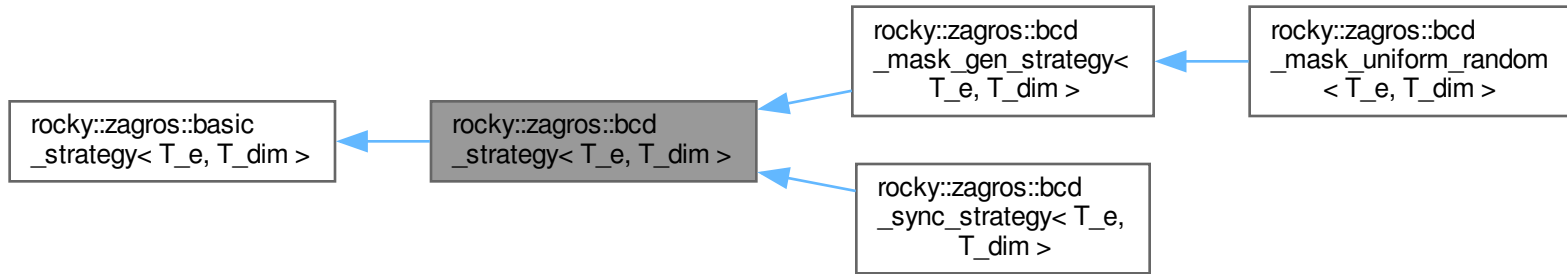 rocky::zagros::basic
_strategy< T_e, T_dim >
rocky::zagros::bcd
_strategy< T_e, T_dim >
rocky::zagros::bcd
_mask_gen_strategy<
T_e, T_dim >
rocky::zagros::bcd
_mask_uniform_random
< T_e, T_dim >
rocky::zagros::bcd
_sync_strategy< T_e,
T_dim >